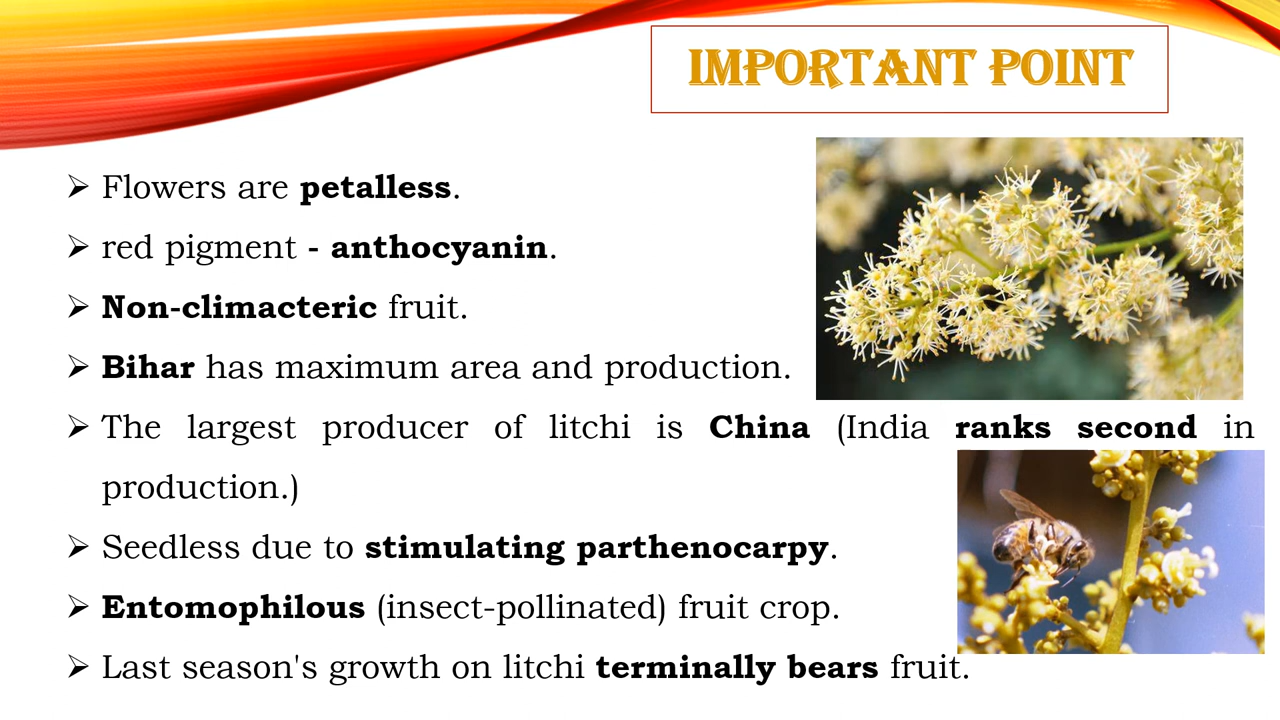 IMPORTANT POINT
➢ Flowers are petalless.
➢ red pigment - anthocyanin.
➢ Non-climacteric fruit.
➢ Bihar has maximum area and production.
➢ The largest producer of litchi is China (India ranks second in
production.)
➢ Seedless due to stimulating parthenocarpy.
➢ Entomophilous (insect-pollinated) fruit crop.
➢ Last season's growth on litchi terminally bears fruit.